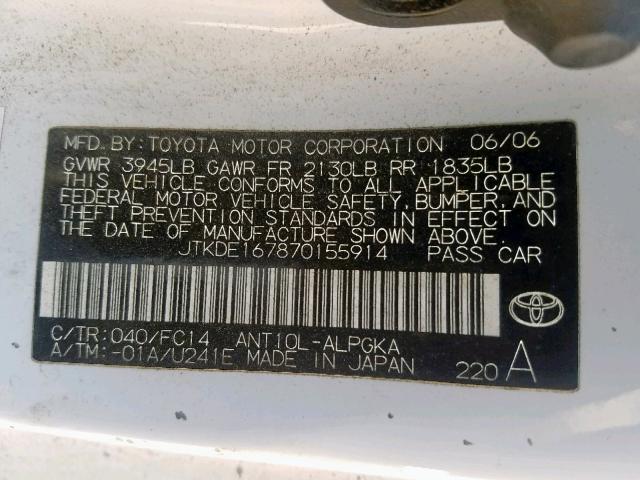 MFD. BY: TOYOTA MOTOR CORPORATION 06/06
GVWR 3945LB GAWR FR 2130LB RR 1835LB
THIS VEHICLE CONFORMS TO ALL APPLICABLE
FEDERAL MOTOR VEHICLE SAFETY, BUMPER, AND
THEFT PREVENTION STANDARDS IN EFFECT ON
THE DATE OF MANUFACTURE SHOWN ABOVE.
JTKDE167870155914 PASS CAR
C/TR: 040/FC14 ANT10L-ALPGKA
A/TM: -01A/U241E MADE IN JAPAN
220 A